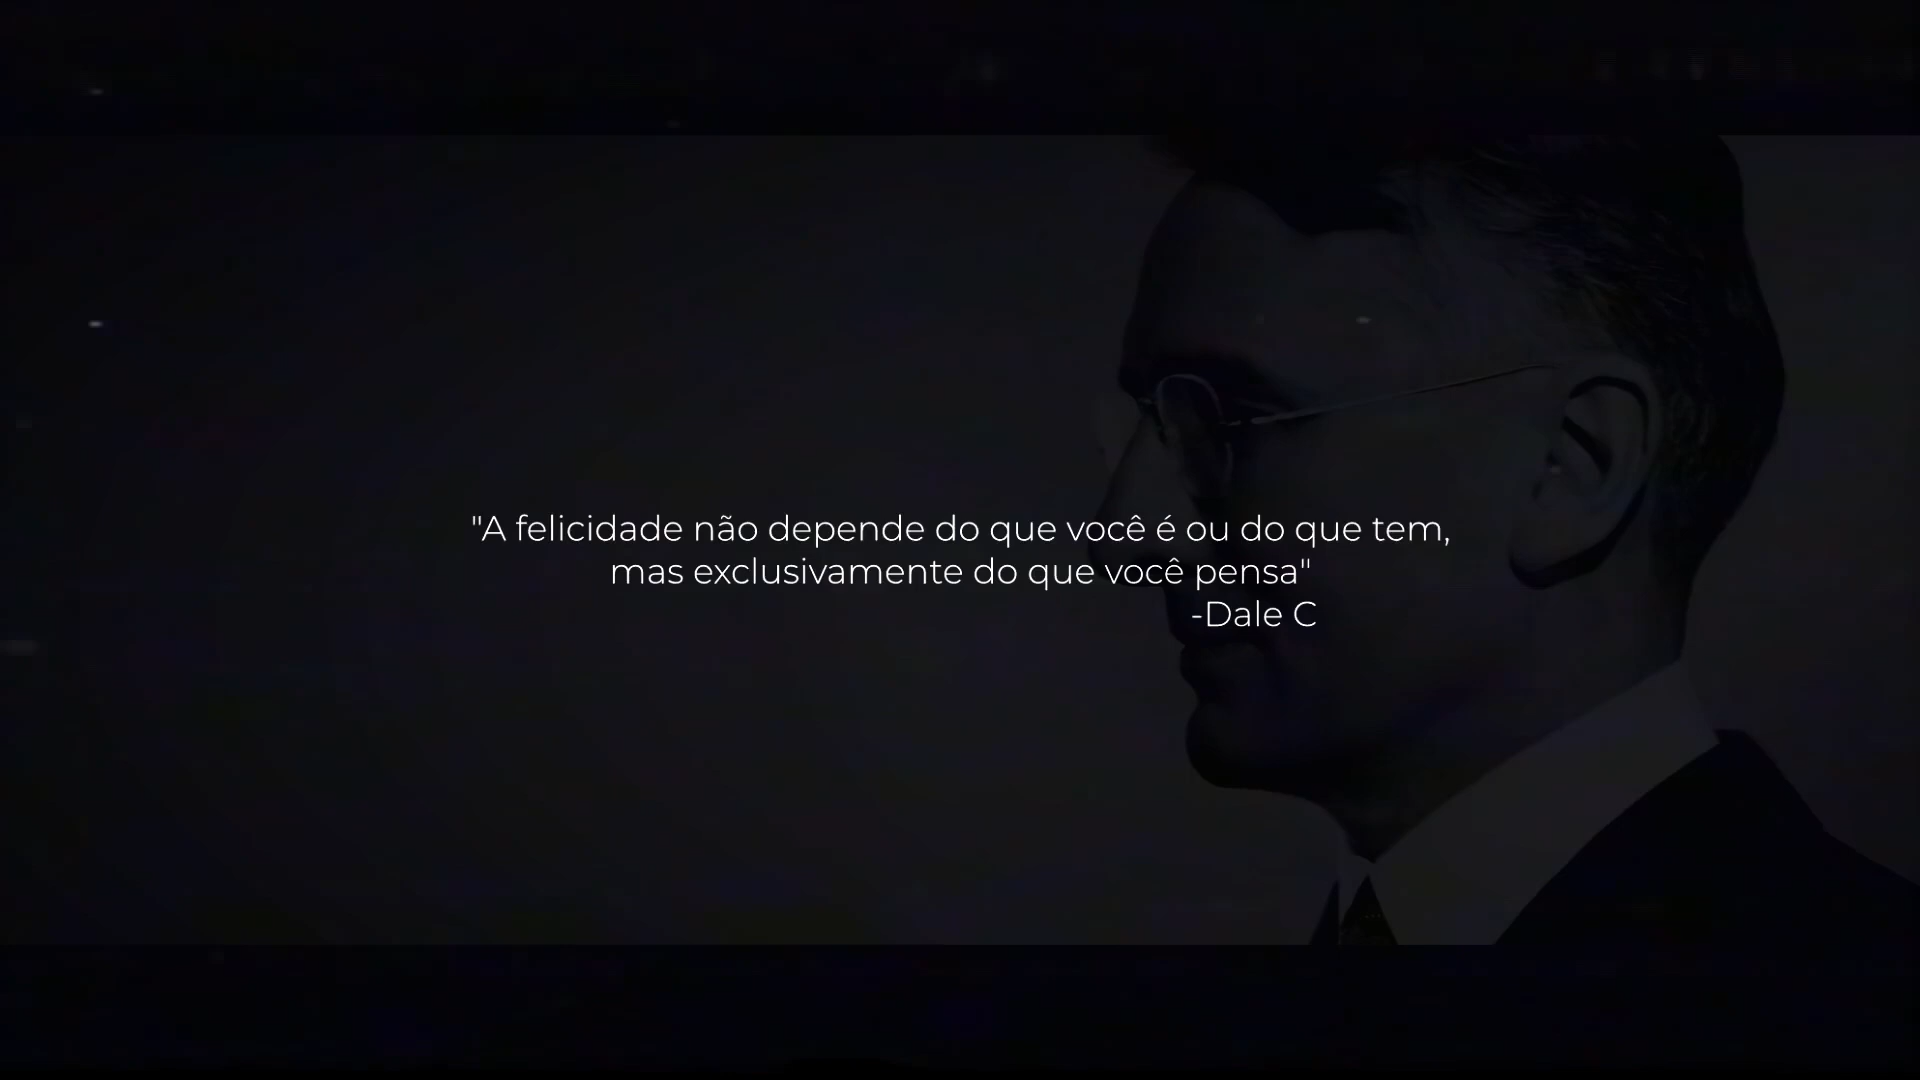 "A felicidade não depende do que você é ou do que tem,
mas exclusivamente do que você pensa"
-Dale C